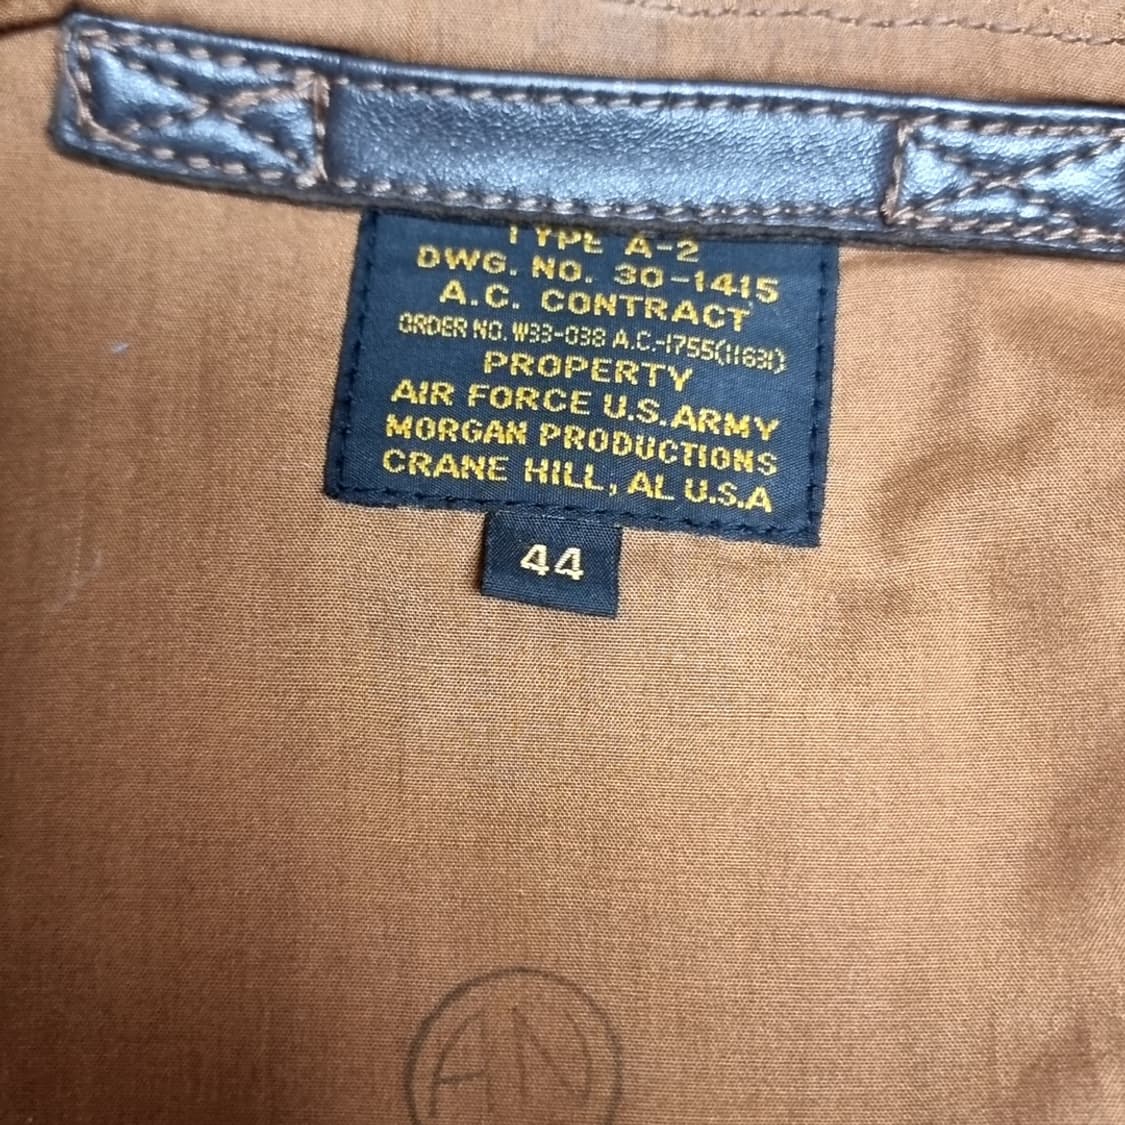 TYPE A-2
DWG. NO. 30-1415
A.C. CONTRACT
ORDER NO. W33-038 A.C.-1755(11631)
PROPERTY
AIR FORCE U.S. ARMY
MORGAN PRODUCTIONS
CRANE HILL, AL U.S.A
44
AN